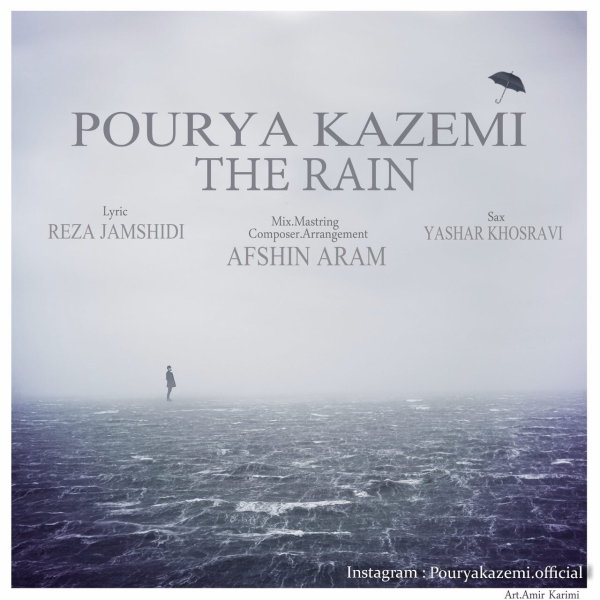 POURYA KAZEMI
THE RAIN
Lyric
REZA JAMSHIDI
Mix.Mastring
Composer.Arrangement
AFSHIN ARAM
Sax
YASHAR KHOSRAVI
Instagram : Pouryakazemi.official
Art.Amir Karimi